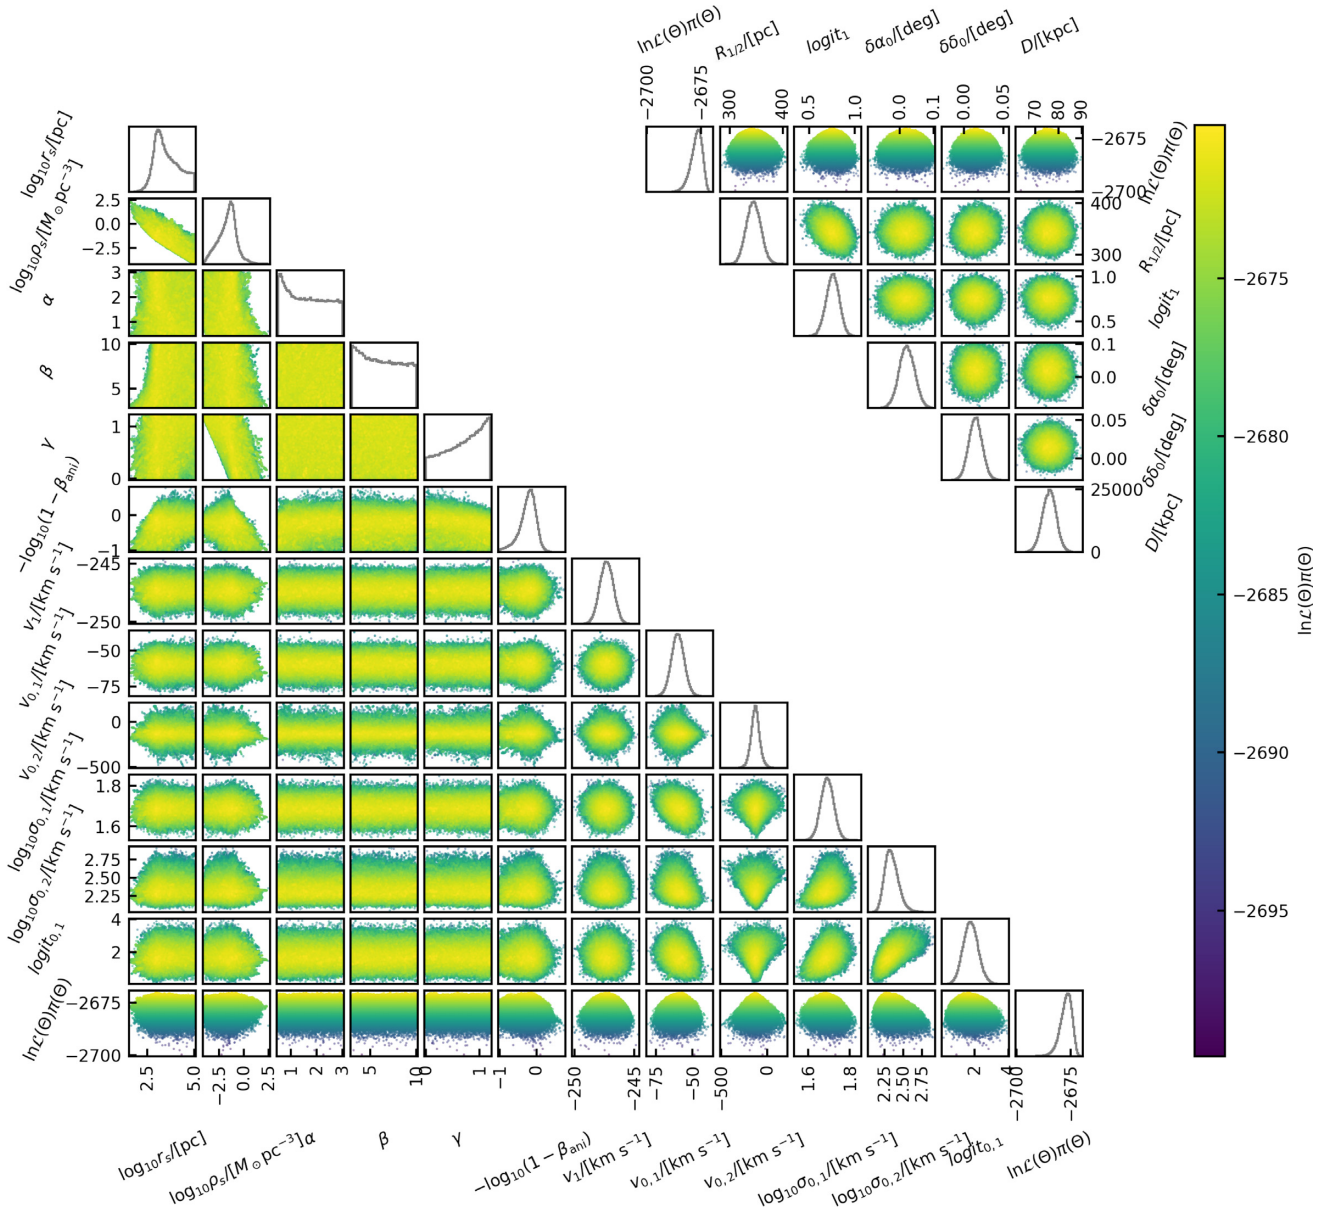 lnℒ(Θ)π(Θ) R1/2/[pc] logit1 δα0/[deg] δδ0/[deg] D/[kpc]
−2700 −2675 300 400 0.5 1.0 0.0 0.1 0.00 0.05 70 80 90
log10rs/[pc]
−2675
−2700
lnℒ(Θ)π(Θ)
log10ρs/[M⊙pc−3]
2.5
0.0
−2.5
400
300
R1/2/[pc]
α
3
2
1
1.0
0.5
logit1
β
10
5
0.1
0.0
δα0/[deg]
γ
1
0
0.05
0.00
δδ0/[deg]
−log10(1 − βani)
0
−1
25000
0
D/[kpc]
v1/[km s−1]
−245
−250
v0,1/[km s−1]
−50
−75
v0,2/[km s−1]
0
−500
log10σ0,1/[km s−1]
1.8
1.6
log10σ0,2/[km s−1]
2.75
2.50
2.25
logit0,1
4
2
lnℒ(Θ)π(Θ)
−2675
−2700
2.5 5.0 −2.5 0.0 2.5 1 2 3 5 10 0 1 −1 0 −250 −245 −75 −50 −500 0 1.6 1.8 2.25 2.50 2.75 2 4 −2700 −2675
log10rs/[pc] log10ρs/[M⊙pc−3] α β γ −log10(1 − βani) v1/[km s−1] v0,1/[km s−1] v0,2/[km s−1] log10σ0,1/[km s−1] log10σ0,2/[km s−1] logit0,1 lnℒ(Θ)π(Θ)
−2675
−2680
−2685
−2690
−2695
lnℒ(Θ)π(Θ)